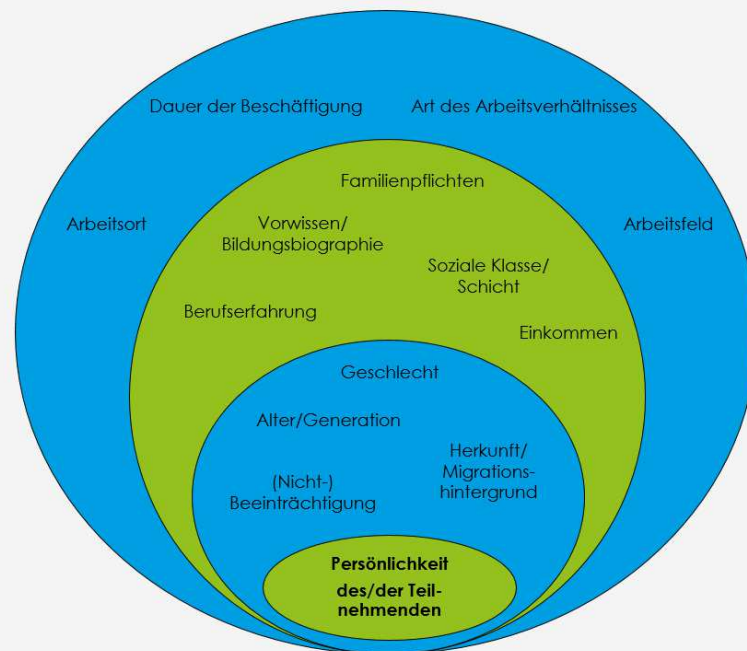 Dauer der Beschäftigung
Art des Arbeitsverhältnisses
Familienpflichten
Arbeitsort
Vorwissen/
Bildungsbiographie
Arbeitsfeld
Soziale Klasse/
Schicht
Berufserfahrung
Einkommen
Geschlecht
Alter/Generation
Herkunft/
Migrations-
hintergrund
(Nicht-)
Beeinträchtigung
Persönlichkeit
des/der Teil-
nehmenden